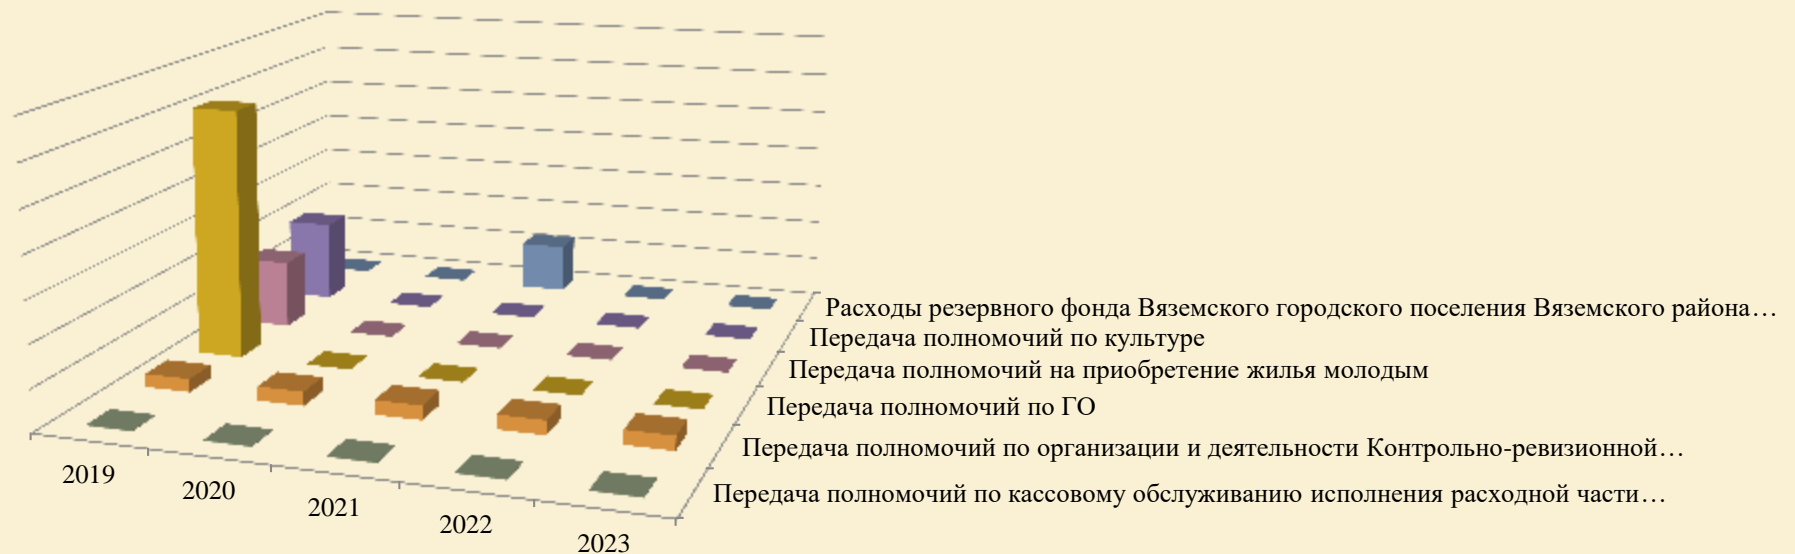 Расходы резервного фонда Вяземского городского поселения Вяземского района…
Передача полномочий по культуре
Передача полномочий на приобретение жилья молодым
Передача полномочий по ГО
Передача полномочий по организации и деятельности Контрольно-ревизионной…
Передача полномочий по кассовому обслуживанию исполнения расходной части…
2019
2020
2021
2022
2023